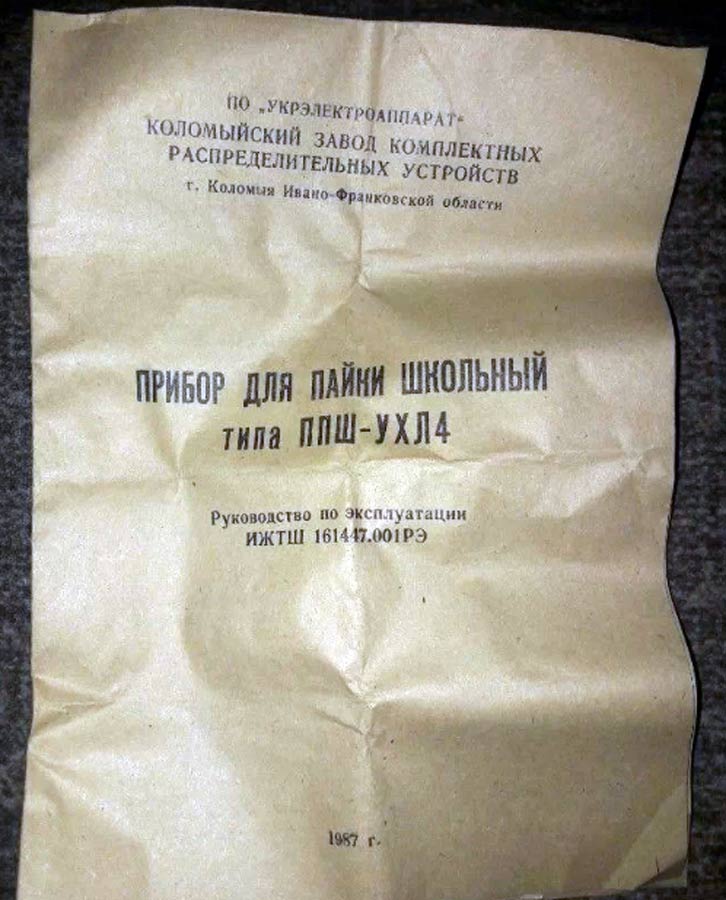 ПО „УКРЭЛЕКТРОАППАРАТ“
КОЛОМЫЙСКИЙ ЗАВОД КОМПЛЕКТНЫХ
РАСПРЕДЕЛИТЕЛЬНЫХ УСТРОЙСТВ
г. Коломыя Ивано-Франковской области
ПРИБОР ДЛЯ ПАЙКИ ШКОЛЬНЫЙ
типа ППШ-УХЛ4
Руководство по эксплуатации
ИЖТШ 161447.001РЭ
1987 г.